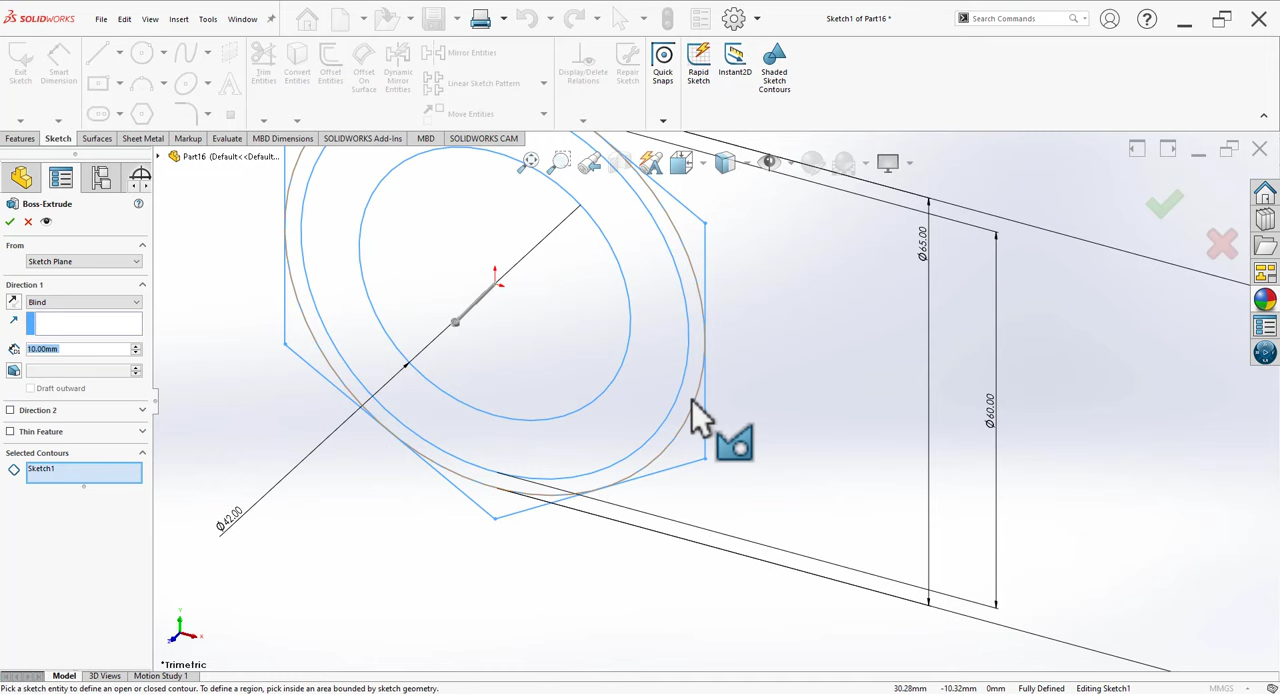 SOLIDWORKS File Edit View Insert Tools Window Sketch1 of Part16 * Search Commands
Exit Sketch
Smart Dimension
Trim Entities
Convert Entities
Offset Entities
Offset On Surface
Dynamic Mirror Entities
Mirror Entities
Linear Sketch Pattern
Move Entities
Display/Delete Relations
Repair Sketch
Quick Snaps
Rapid Sketch
Instant2D
Shaded Sketch Contours
Features Sketch Surfaces Sheet Metal Markup Evaluate MBD Dimensions SOLIDWORKS Add-Ins MBD SOLIDWORKS CAM
Part16 (Default<<Default...
Boss-Extrude
From
Sketch Plane
Direction 1
Blind
10.00mm
Draft outward
Direction 2
Thin Feature
Selected Contours
Sketch1
Ø65.00
Ø60.00
Ø42.00
Y
X
Z
*Trimetric
Model 3D Views Motion Study 1
Pick a sketch entity to define an open or closed contour. To define a region, pick inside an area bounded by sketch geometry. 30.28mm -10.32mm 0mm Fully Defined Editing Sketch1 MMGS